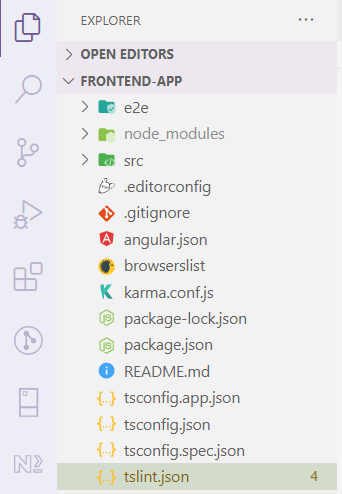 EXPLORER
OPEN EDITORS
FRONTEND-APP
e2e
node_modules
src
.editorconfig
.gitignore
angular.json
browserslist
karma.conf.js
package-lock.json
package.json
README.md
tsconfig.app.json
tsconfig.json
tsconfig.spec.json
tslint.json 4